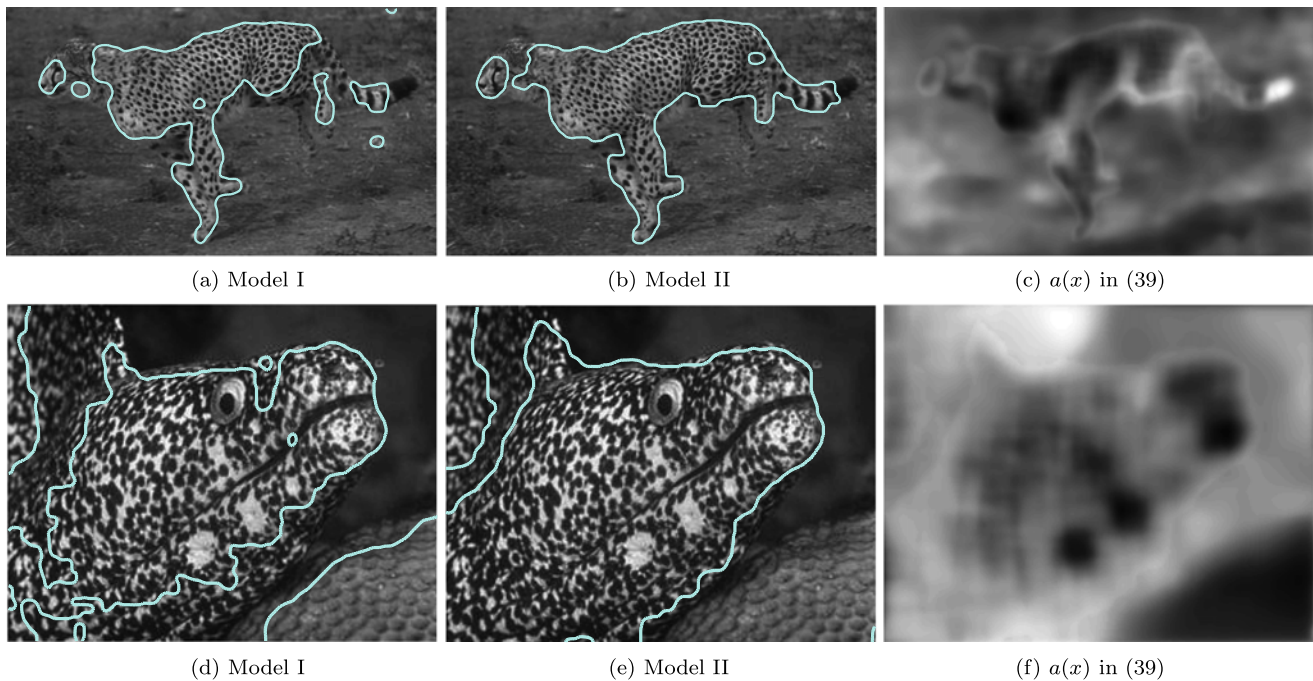 (a) Model I
(b) Model II
(c) a(x) in (39)
(d) Model I
(e) Model II
(f) a(x) in (39)